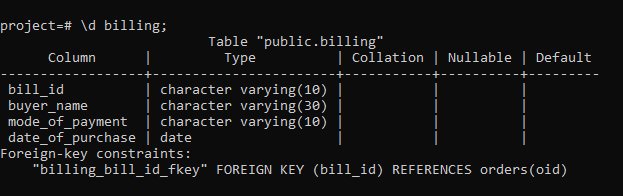 project=# \d billing;
                          Table "public.billing"
      Column      |         Type          | Collation | Nullable | Default
------------------+-----------------------+-----------+----------+---------
 bill_id          | character varying(10) |           |          |
 buyer_name       | character varying(30) |           |          |
 mode_of_payment  | character varying(10) |           |          |
 date_of_purchase | date                  |           |          |
Foreign-key constraints:
    "billing_bill_id_fkey" FOREIGN KEY (bill_id) REFERENCES orders(oid)